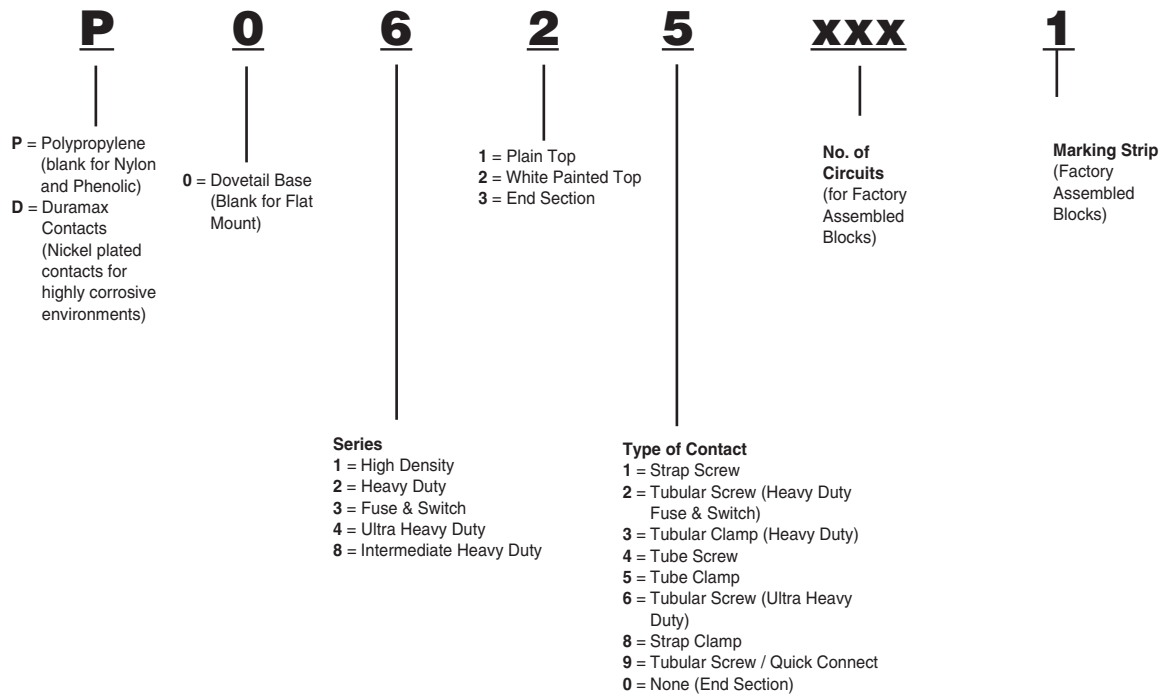 P 0 6 2 5 xxx 1
P = Polypropylene
(blank for Nylon
and Phenolic)
D = Duramax
Contacts
(Nickel plated
contacts for
highly corrosive
environments)
0 = Dovetail Base
(Blank for Flat
Mount)
1 = Plain Top
2 = White Painted Top
3 = End Section
No. of
Circuits
(for Factory
Assembled
Blocks)
Marking Strip
(Factory
Assembled
Blocks)
Series
1 = High Density
2 = Heavy Duty
3 = Fuse & Switch
4 = Ultra Heavy Duty
8 = Intermediate Heavy Duty
Type of Contact
1 = Strap Screw
2 = Tubular Screw (Heavy Duty
Fuse & Switch)
3 = Tubular Clamp (Heavy Duty)
4 = Tube Screw
5 = Tube Clamp
6 = Tubular Screw (Ultra Heavy
Duty)
8 = Strap Clamp
9 = Tubular Screw / Quick Connect
0 = None (End Section)